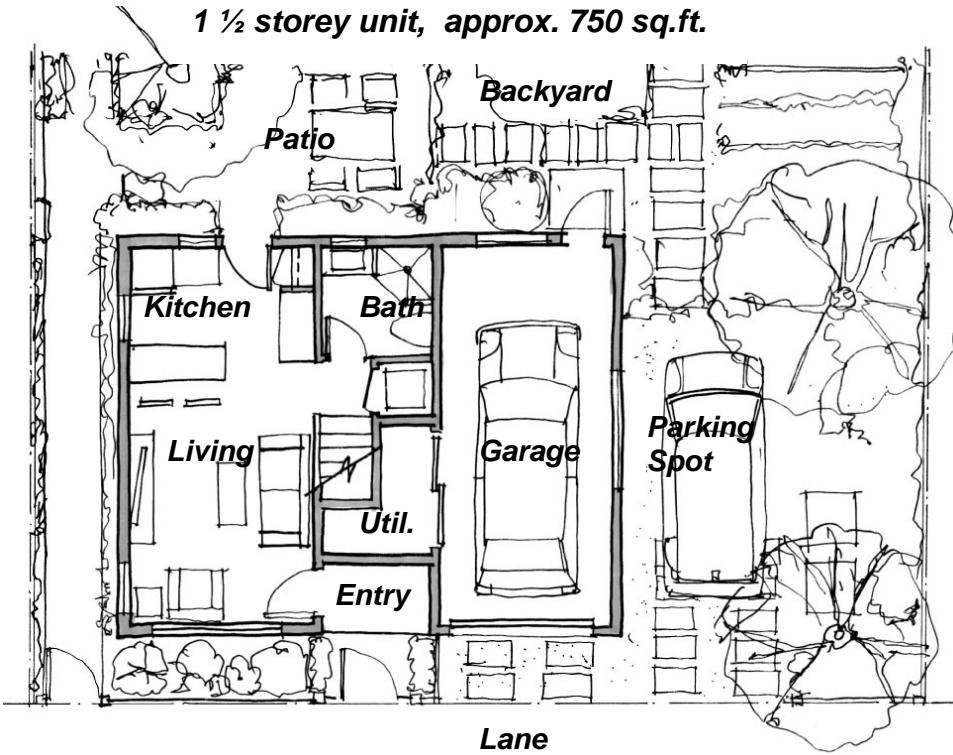 1 ½ storey unit, approx. 750 sq.ft.
Backyard
Patio
Kitchen
Bath
Living
Garage
Parking
Spot
Util.
Entry
Lane